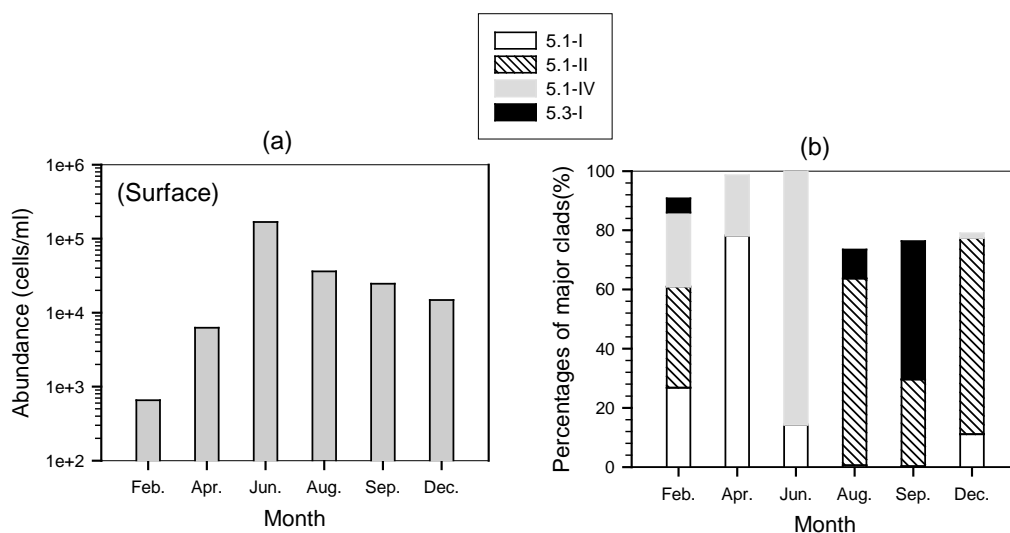 5.1-I
5.1-II
5.1-IV
5.3-I
(a)
(Surface)
1e+6
1e+5
1e+4
1e+3
1e+2
Abundance (cells/ml)
Feb. Apr. Jun. Aug. Sep. Dec.
Month
(b)
100
80
60
40
20
0
Percentages of major clads(%)
Feb. Apr. Jun. Aug. Sep. Dec.
Month